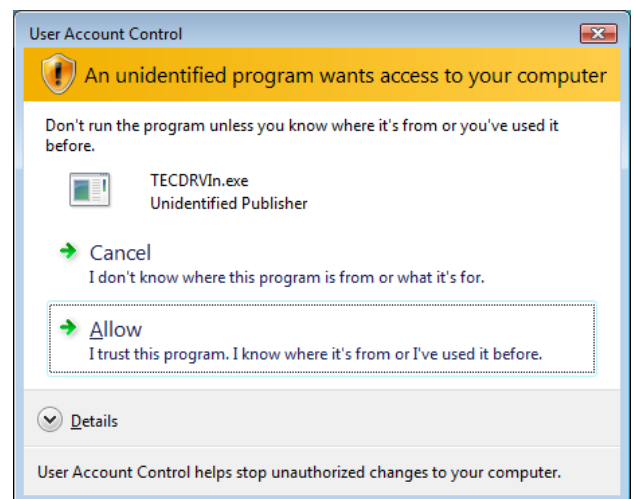 User Account Control
An unidentified program wants access to your computer
Don't run the program unless you know where it's from or you've used it
before.
TECDRVIn.exe
Unidentified Publisher
Cancel
I don't know where this program is from or what it's for.
Allow
I trust this program. I know where it's from or I've used it before.
Details
User Account Control helps stop unauthorized changes to your computer.